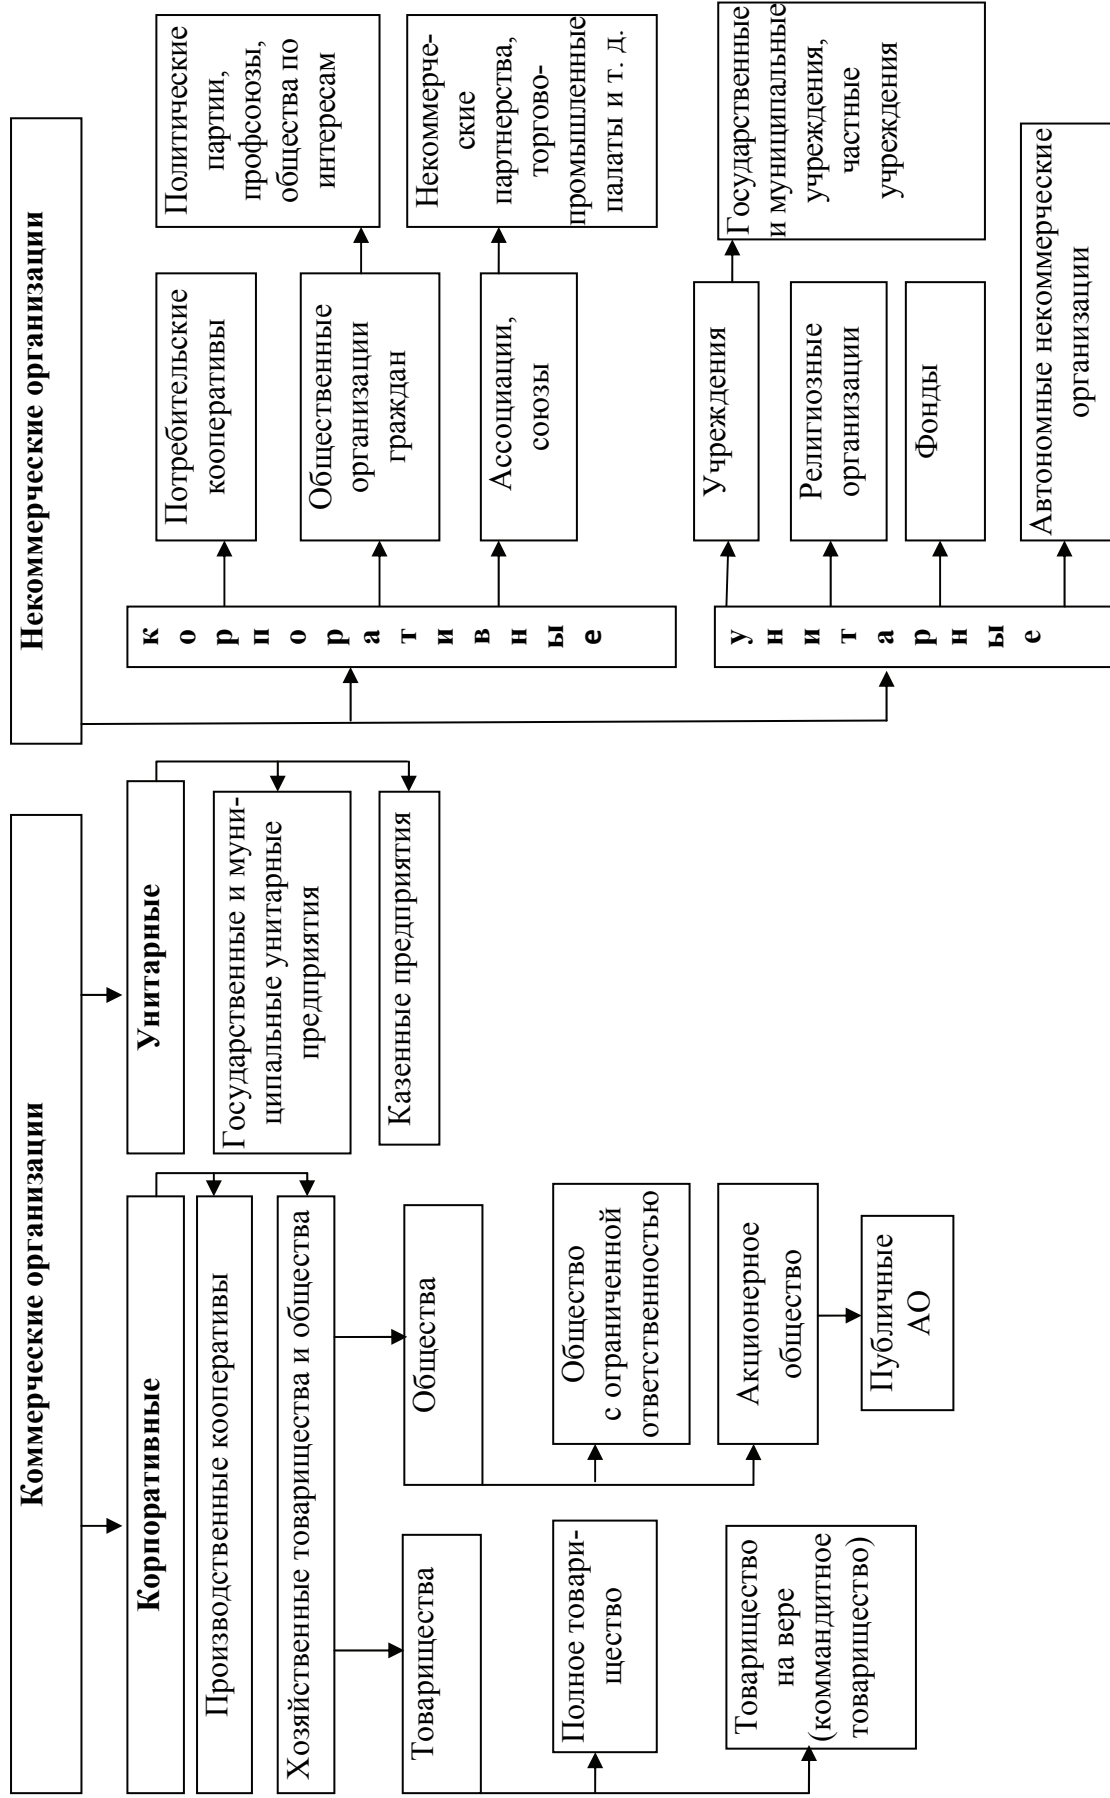 Коммерческие организации
Корпоративные
Производственные кооперативы
Хозяйственные товарищества и общества
Товарищества
Полное товари-
щество
Товарищество
на вере
(коммандитное
товарищество)
Общества
Общество
с ограниченной
ответственностью
Акционерное
общество
Публичные
АО
Унитарные
Государственные и муни-
ципальные унитарные
предприятия
Казенные предприятия
Некоммерческие организации
корпоративные
Потребительские
кооперативы
Общественные
организации
граждан
Политические
партии,
профсоюзы,
общества по
интересам
Ассоциации,
союзы
Некоммерче-
ские
партнерства,
торгово-
промышленные
палаты и т. д.
унитарные
Учреждения
Государственные
и муниципальные
учреждения,
частные
учреждения
Религиозные
организации
Фонды
Автономные некоммерческие
организации